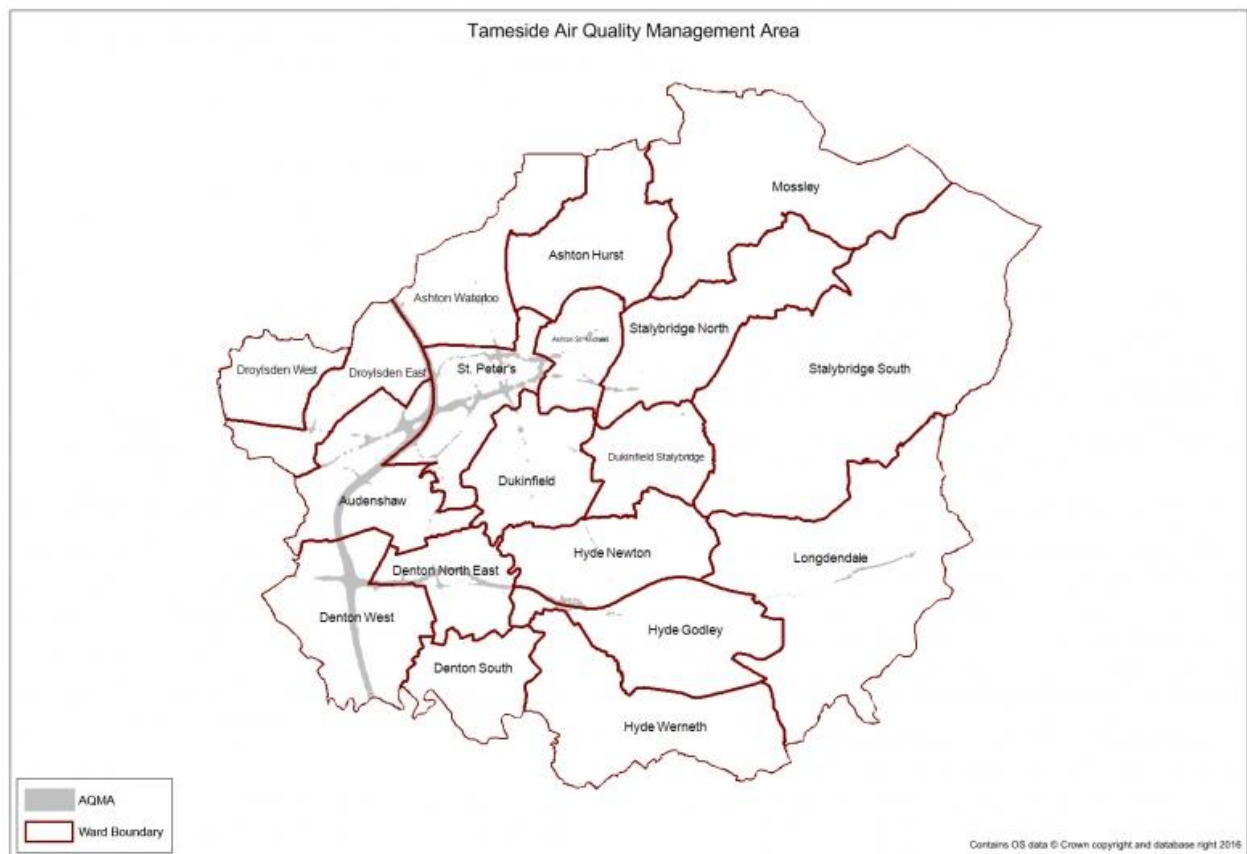 Tameside Air Quality Management Area
Mossley
Ashton Hurst
Ashton Waterloo
Stalybridge North
Ashton St. Michaels
Droylsden West
Droylsden East
St. Peter's
Stalybridge South
Dukinfield Stalybridge
Dukinfield
Audenshaw
Hyde Newton
Longdendale
Denton North East
Denton West
Hyde Godley
Denton South
Hyde Werneth
AQMA
Ward Boundary
Contains OS data © Crown copyright and database right 2016